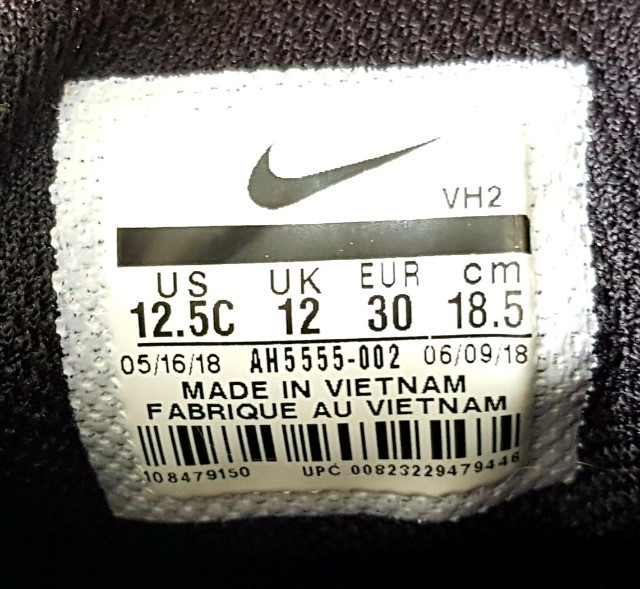 VH2
US UK EUR cm
12.5C 12 30 18.5
05/16/18 AH5555-002 06/09/18
MADE IN VIETNAM
FABRIQUE AU VIETNAM
108479150 UPC 00823229479446